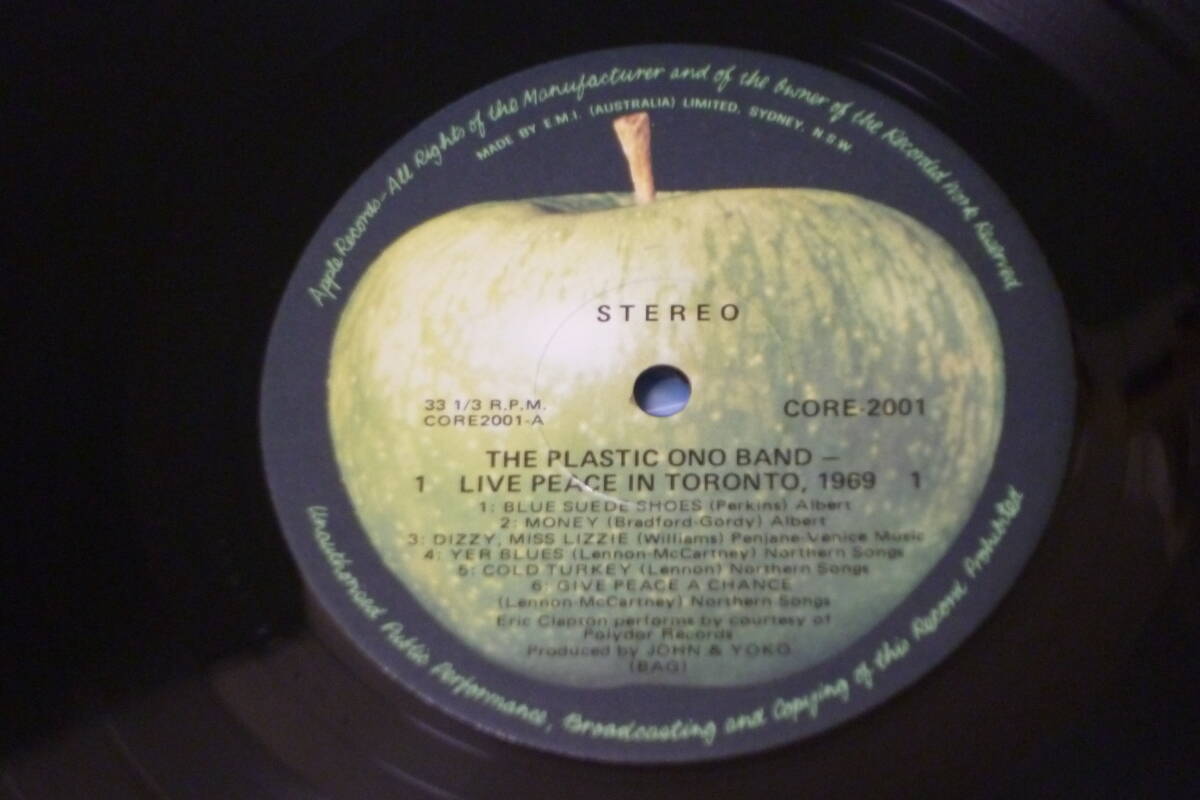 Apple Records-All Rights of the Manufacturer and of the Owner of the Recorded Work Reserved
MADE BY E.M.I. (AUSTRALIA) LIMITED, SYDNEY, N.S.W.
STEREO
33 1/3 R.P.M.
CORE2001-A
CORE-2001
THE PLASTIC ONO BAND —
1 LIVE PEACE IN TORONTO, 1969 1
1: BLUE SUEDE SHOES (Perkins) Albert
2: MONEY (Bradford-Gordy) Albert
3: DIZZY, MISS LIZZIE (Williams) Penjane-Venice Music
4: YER BLUES (Lennon-McCartney) Northern Songs
5: COLD TURKEY (Lennon) Northern Songs
6: GIVE PEACE A CHANCE
(Lennon-McCartney) Northern Songs
Eric Clapton performs by courtesy of
Polydor Records
Produced by JOHN & YOKO
(BAG)
Unauthorised Public Performance, Broadcasting and Copying of this Record Prohibited